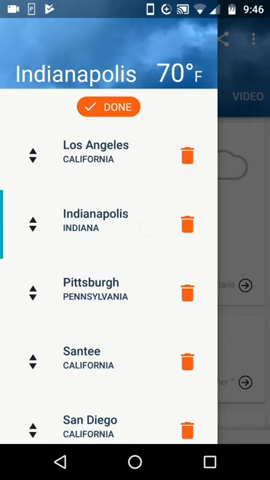 9:46
Indianapolis 70°F
VIDEO
DONE
Los Angeles
CALIFORNIA
Indianapolis
INDIANA
Pittsburgh
PENNSYLVANIA
Santee
CALIFORNIA
San Diego
CALIFORNIA